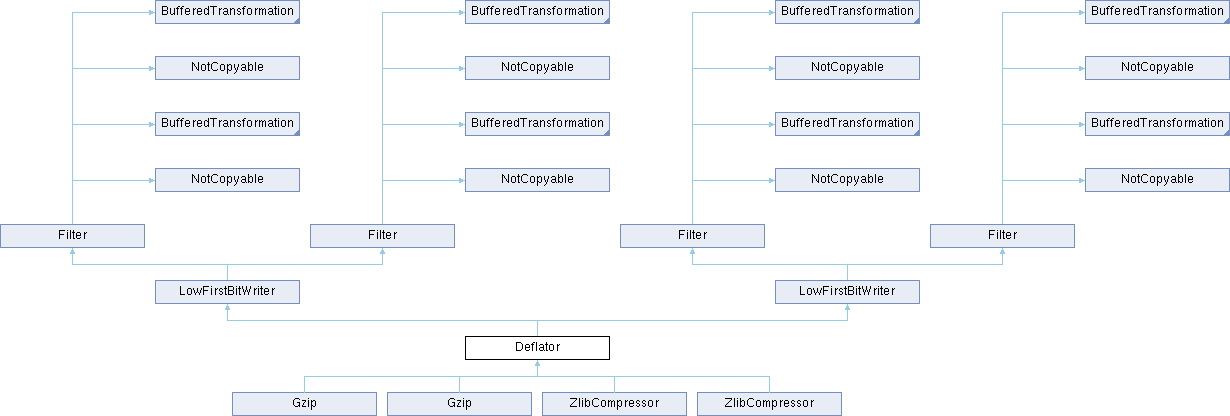 BufferedTransformation BufferedTransformation BufferedTransformation BufferedTransformation
NotCopyable NotCopyable NotCopyable NotCopyable
BufferedTransformation BufferedTransformation BufferedTransformation BufferedTransformation
NotCopyable NotCopyable NotCopyable NotCopyable
Filter Filter Filter Filter
LowFirstBitWriter LowFirstBitWriter
Deflator
Gzip Gzip ZlibCompressor ZlibCompressor